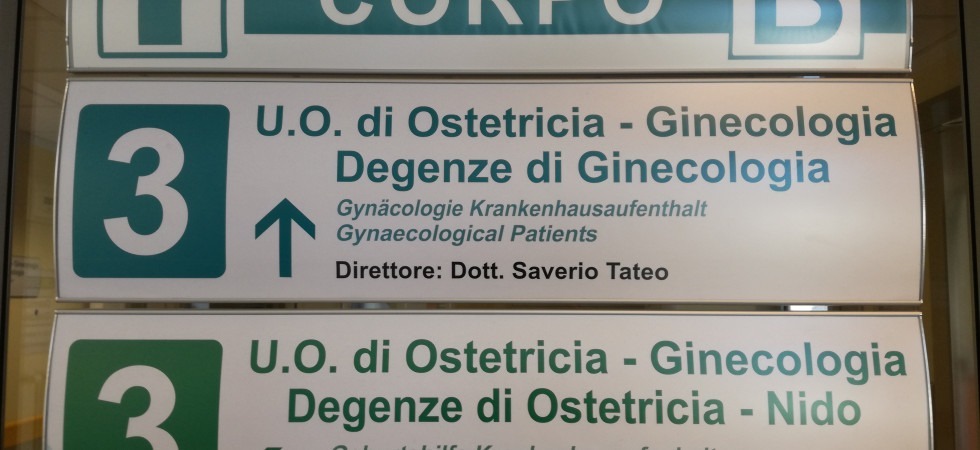 CORPO B
3
U.O. di Ostetricia - Ginecologia
Degenze di Ginecologia
Gynäcologie Krankenhausaufenthalt
Gynaecological Patients
Direttore: Dott. Saverio Tateo
3
U.O. di Ostetricia - Ginecologia
Degenze di Ostetricia - Nido